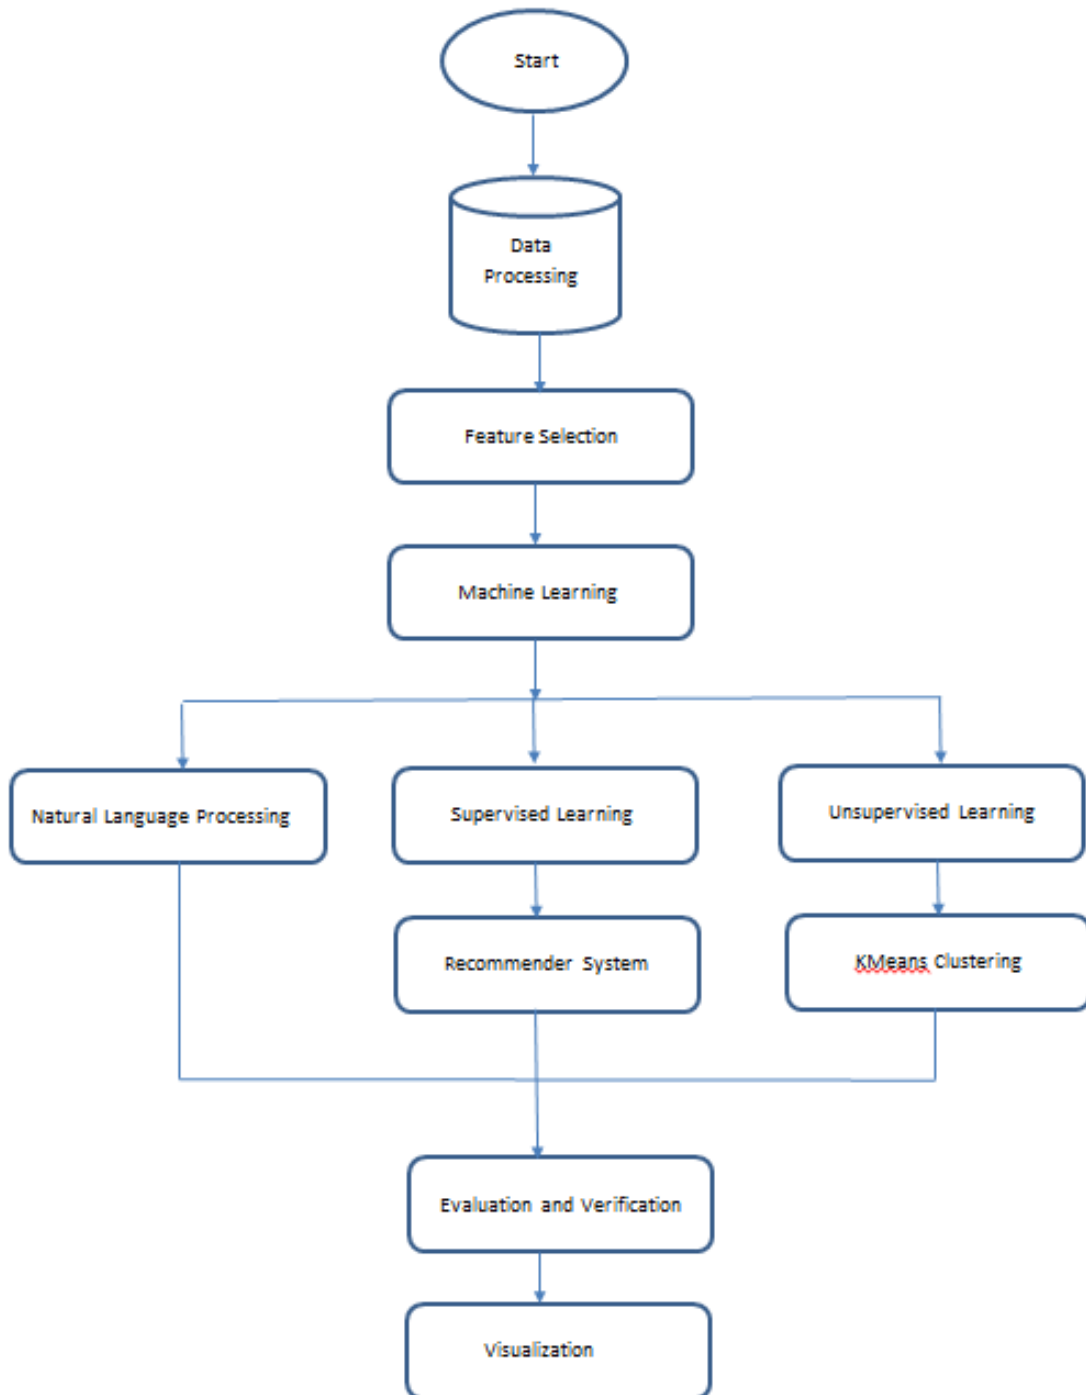 Start
Data
Processing
Feature Selection
Machine Learning
Natural Language Processing
Supervised Learning
Unsupervised Learning
Recommender System
KMeans Clustering
Evaluation and Verification
Visualization